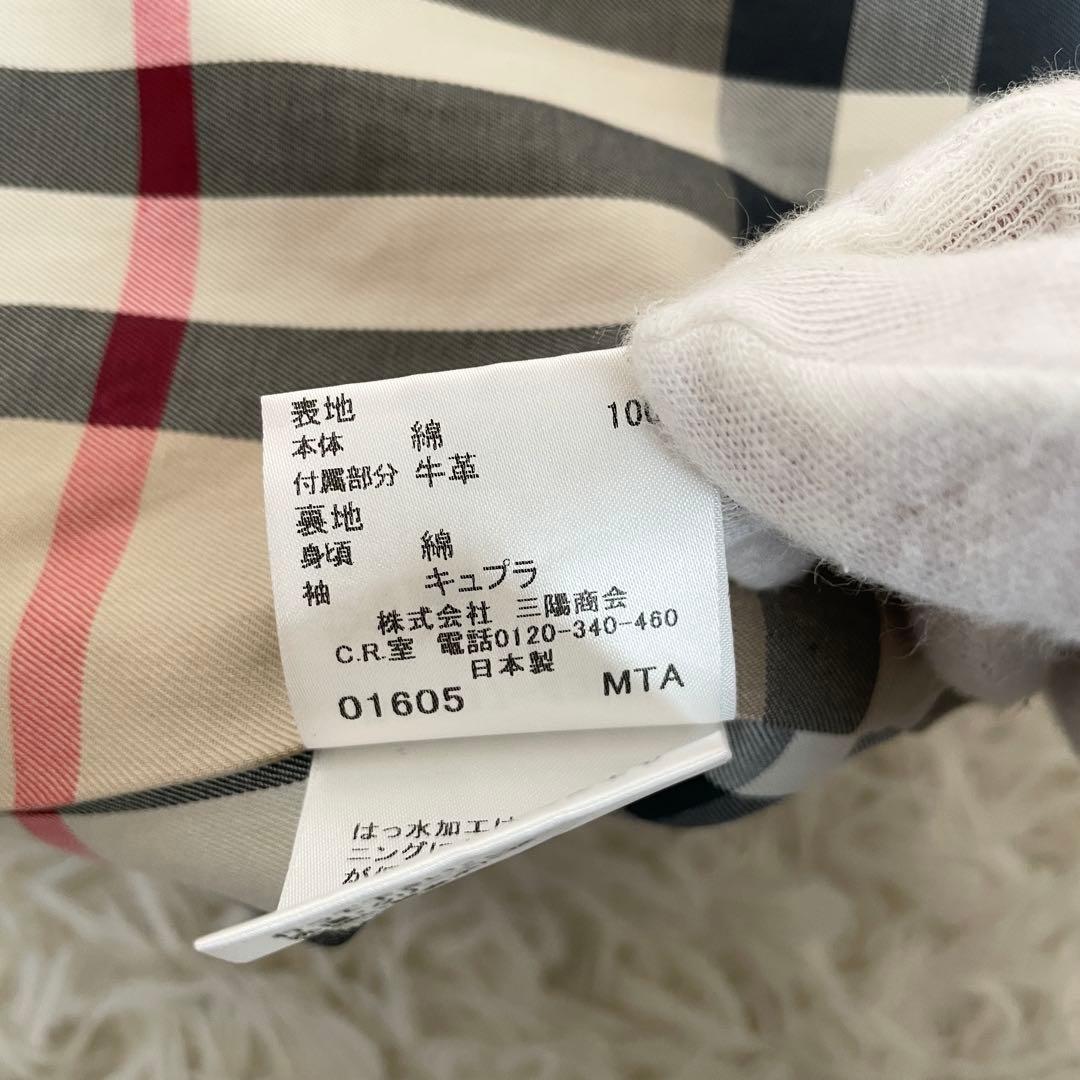 表地
本体 綿 100
付属部分 牛革
裏地
身頃 綿
袖 キュプラ
株式会社 三陽商会
C.R.室 電話0120-340-460
日本製
01605 MTA
はっ水加工は
ニングに